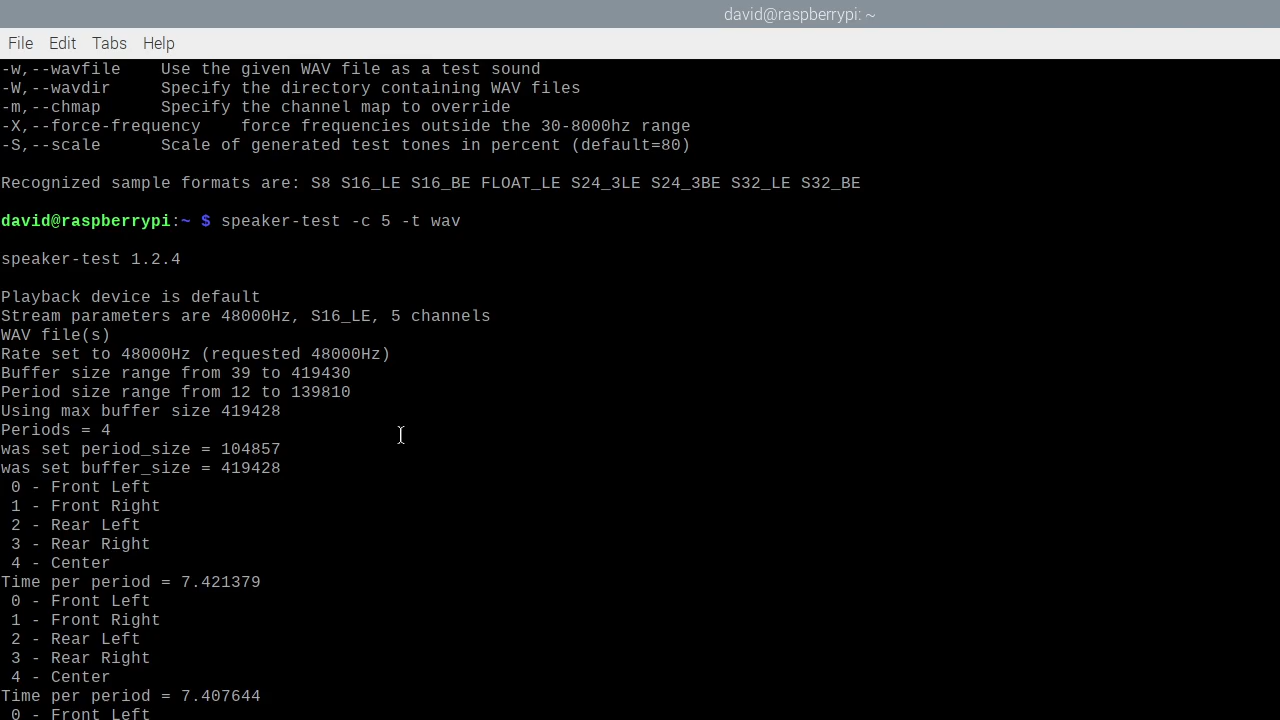 david@raspberrypi: ~
File Edit Tabs Help
-w,--wavfile    Use the given WAV file as a test sound
-W,--wavdir     Specify the directory containing WAV files
-m,--chmap      Specify the channel map to override
-X,--force-frequency    force frequencies outside the 30-8000hz range
-S,--scale      Scale of generated test tones in percent (default=80)
Recognized sample formats are: S8 S16_LE S16_BE FLOAT_LE S24_3LE S24_3BE S32_LE S32_BE
david@raspberrypi:~ $ speaker-test -c 5 -t wav
speaker-test 1.2.4
Playback device is default
Stream parameters are 48000Hz, S16_LE, 5 channels
WAV file(s)
Rate set to 48000Hz (requested 48000Hz)
Buffer size range from 39 to 419430
Period size range from 12 to 139810
Using max buffer size 419428
Periods = 4
was set period_size = 104857
was set buffer_size = 419428
 0 - Front Left
 1 - Front Right
 2 - Rear Left
 3 - Rear Right
 4 - Center
Time per period = 7.421379
 0 - Front Left
 1 - Front Right
 2 - Rear Left
 3 - Rear Right
 4 - Center
Time per period = 7.407644
 0 - Front Left